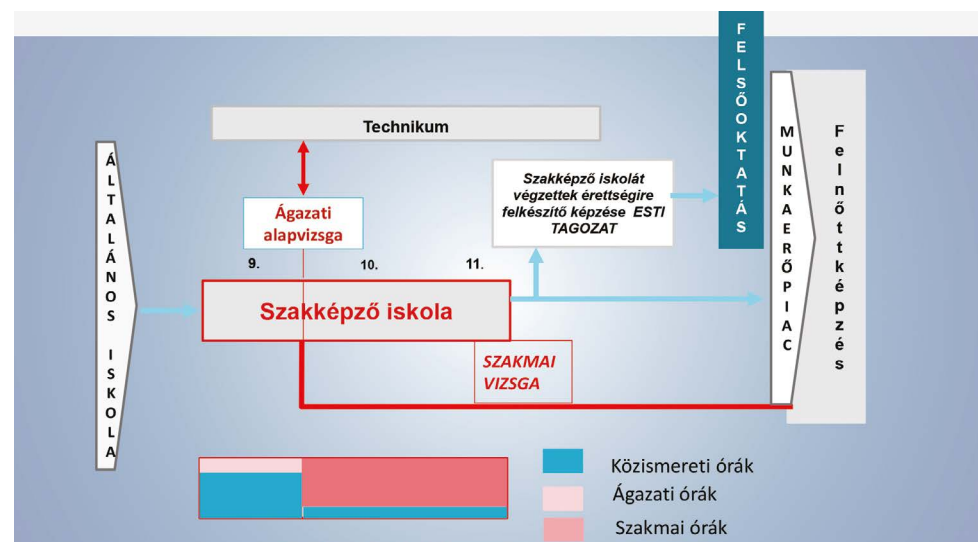 FELSŐOKTATÁS
Technikum
ÁLTALÁNOS ISKOLA
Ágazati
alapvizsga
Szakképző iskolát
végzettek érettségire
felkészítő képzése ESTI
TAGOZAT
MUNKAERŐPIAC
Felnőttképzés
9. 10. 11.
Szakképző iskola
SZAKMAI
VIZSGA
Közismereti órák
Ágazati órák
Szakmai órák